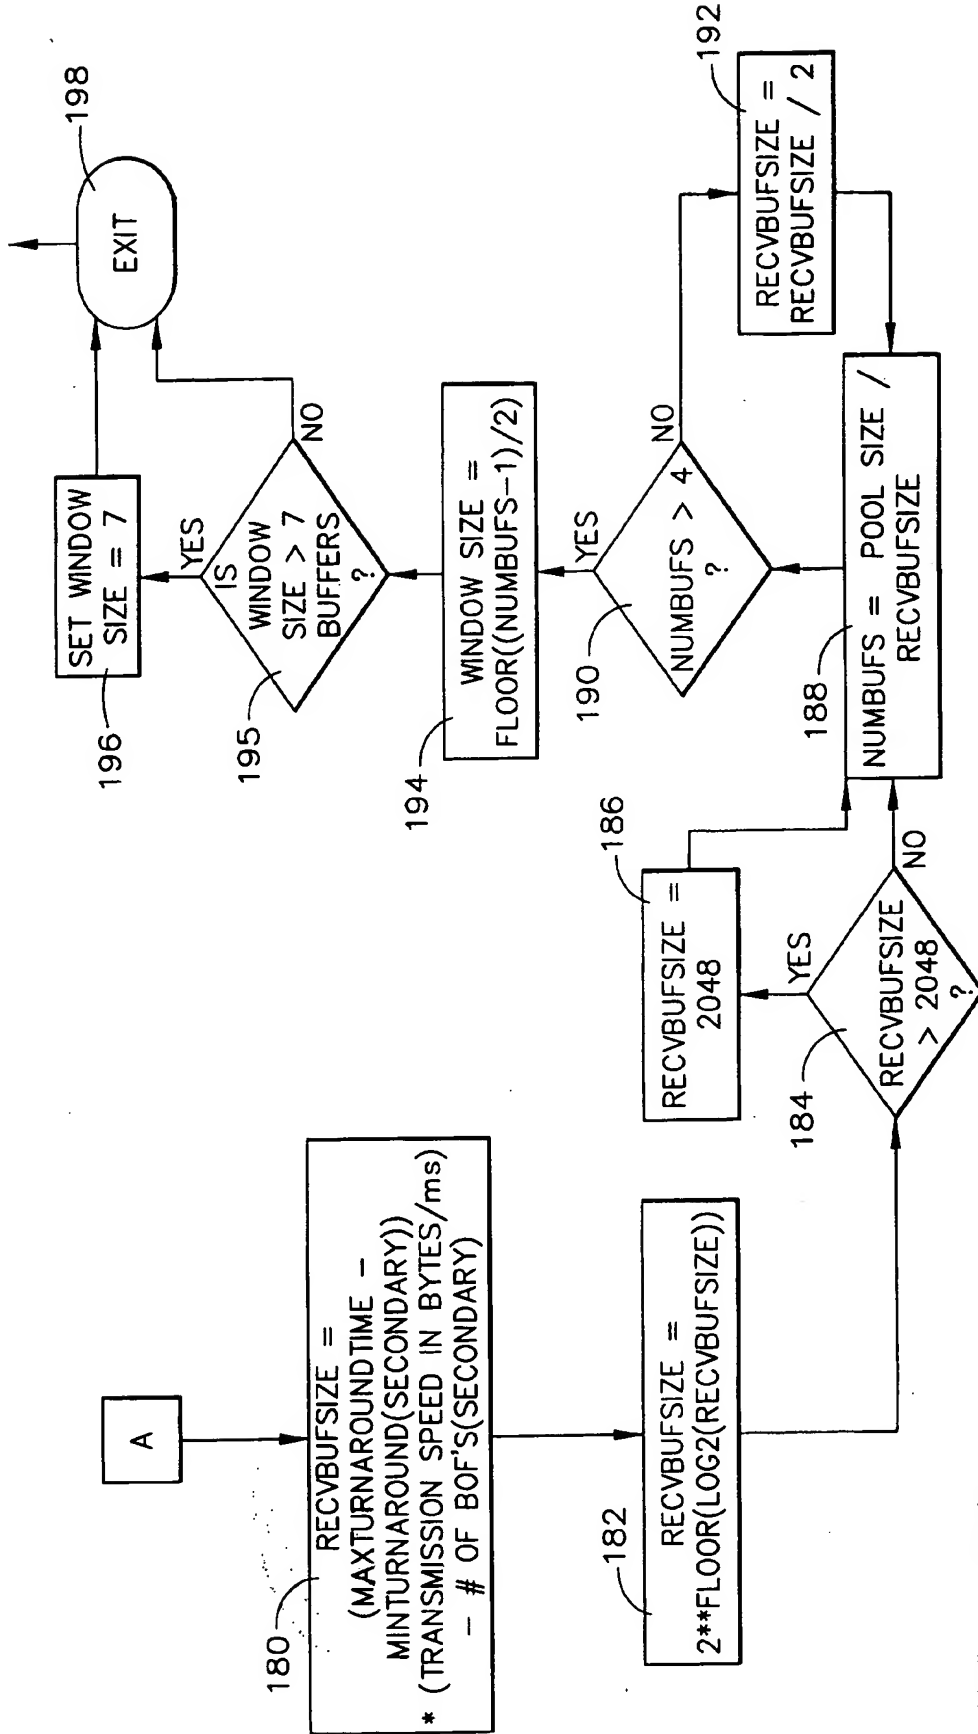 A
180
RECVBUFSIZE =
(MAXTURNAROUNDTIME -
MINTURNAROUND(SECONDARY))
* (TRANSMISSION SPEED IN BYTES/ms)
- # OF BOF'S(SECONDARY)
182
RECVBUFSIZE =
2**FLOOR(LOG2(RECVBUFSIZE))
184
RECVBUFSIZE
> 2048
?
YES
NO
186
RECVBUFSIZE =
2048
188
NUMBUFS = POOL SIZE /
RECVBUFSIZE
190
NUMBUFS > 4
?
YES
NO
192
RECVBUFSIZE =
RECVBUFSIZE / 2
194
WINDOW SIZE =
FLOOR((NUMBUFS-1)/2)
195
IS
WINDOW
SIZE > 7
BUFFERS
?
YES
NO
196
SET WINDOW
SIZE = 7
198
EXIT